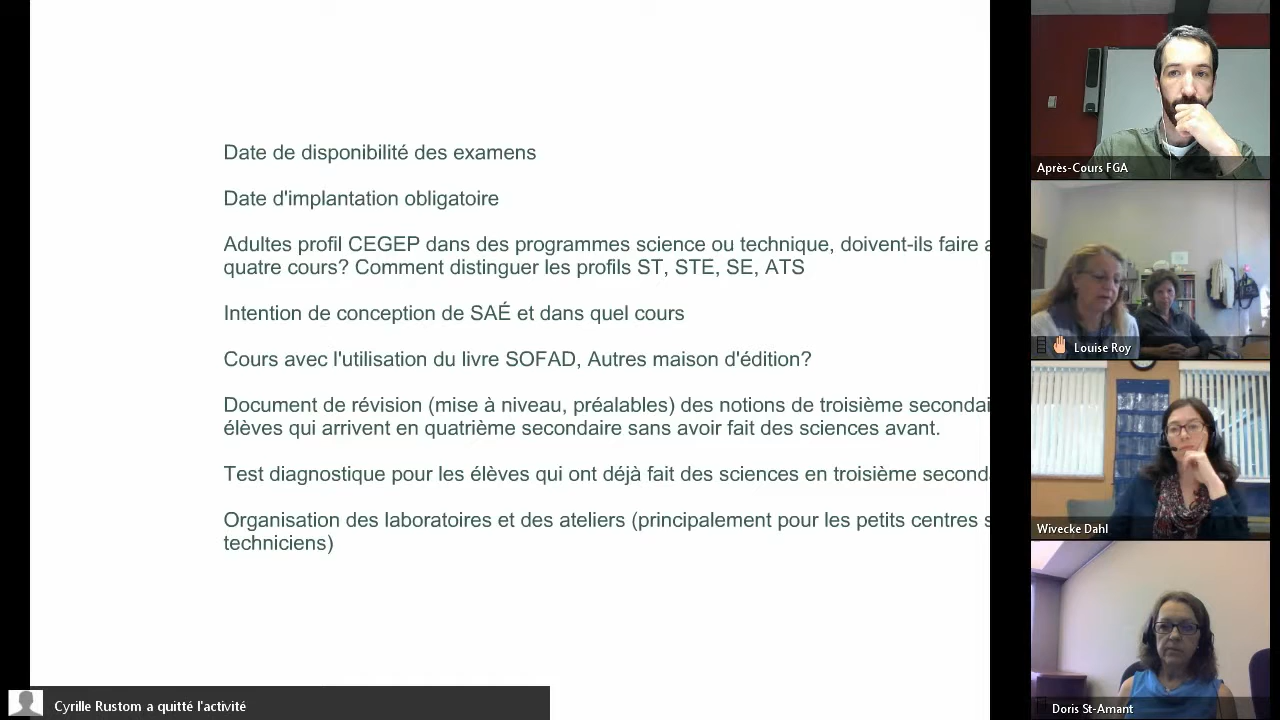 Date de disponibilité des examens
Date d'implantation obligatoire
Adultes profil CEGEP dans des programmes science ou technique, doivent-ils faire
quatre cours? Comment distinguer les profils ST, STE, SE, ATS
Intention de conception de SAÉ et dans quel cours
Cours avec l'utilisation du livre SOFAD, Autres maison d'édition?
Document de révision (mise à niveau, préalables) des notions de troisième secondai
élèves qui arrivent en quatrième secondaire sans avoir fait des sciences avant.
Test diagnostique pour les élèves qui ont déjà fait des sciences en troisième second
Organisation des laboratoires et des ateliers (principalement pour les petits centres s
techniciens)
Cyrille Rustom a quitté l'activité
Après-Cours FGA
Louise Roy
Wivecke Dahl
Doris St-Amant